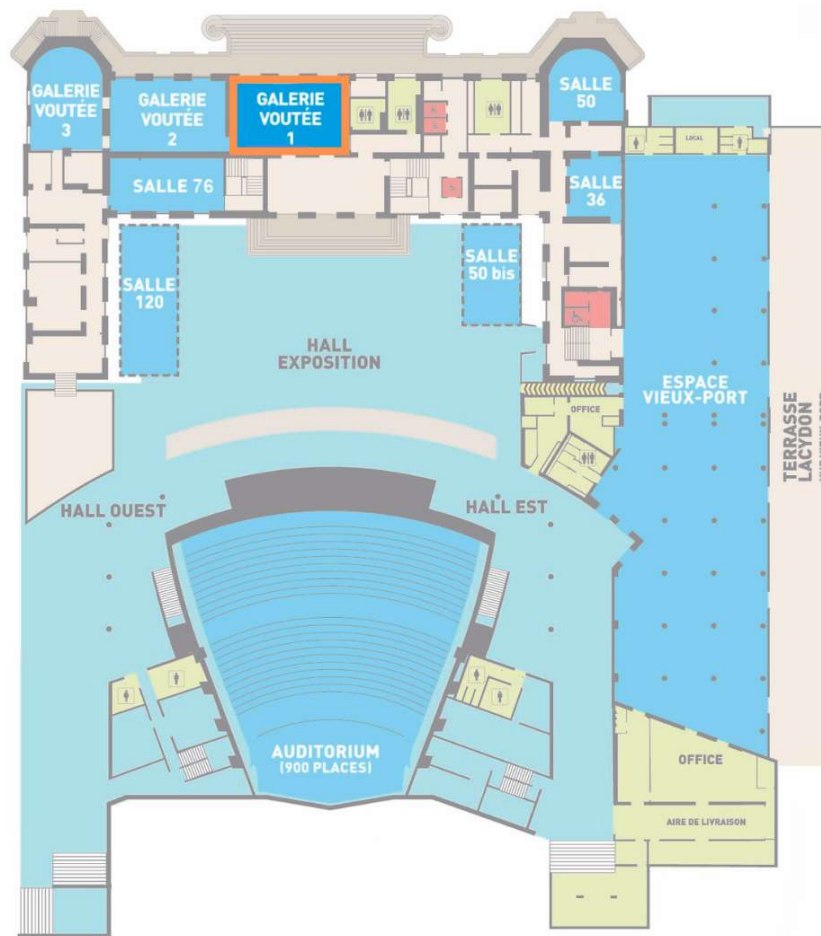 GALERIE
VOUTÉE
3
GALERIE
VOUTÉE
2
GALERIE
VOUTÉE
1
SALLE
50
LOCAL
SALLE 76
SALLE
36
SALLE
120
SALLE
50 bis
HALL
EXPOSITION
ESPACE
VIEUX-PORT
OFFICE
TERRASSE
LACYDON
HALL OUEST
HALL EST
AUDITORIUM
(900 PLACES)
OFFICE
AIRE DE LIVRAISON